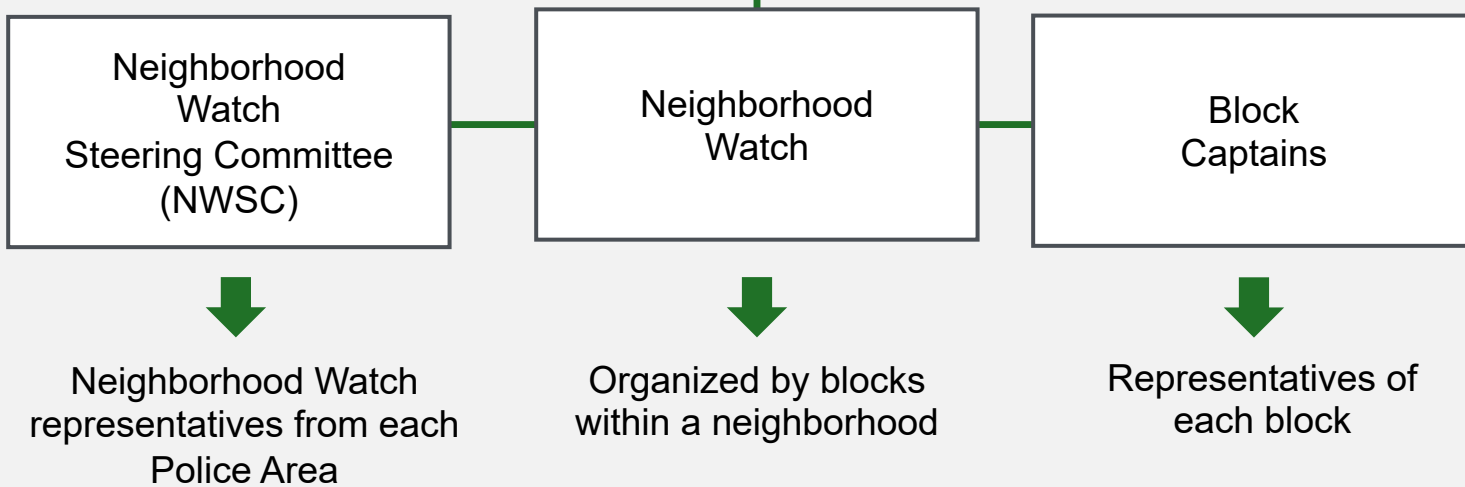 Neighborhood
Watch
Steering Committee
(NWSC)
Neighborhood
Watch
Block
Captains
Neighborhood Watch
representatives from each
Police Area
Organized by blocks
within a neighborhood
Representatives of
each block